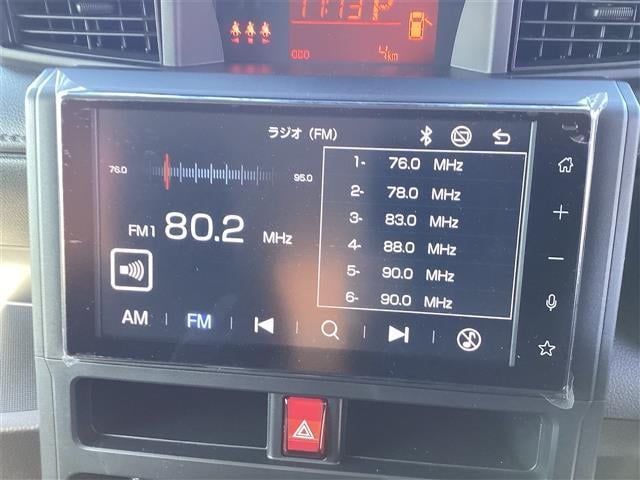 11:13 P
ODO 4km
ラジオ (FM)
76.0 95.0
FM1 80.2 MHz
1- 76.0 MHz
2- 78.0 MHz
3- 83.0 MHz
4- 88.0 MHz
5- 90.0 MHz
6- 90.0 MHz
AM | FM